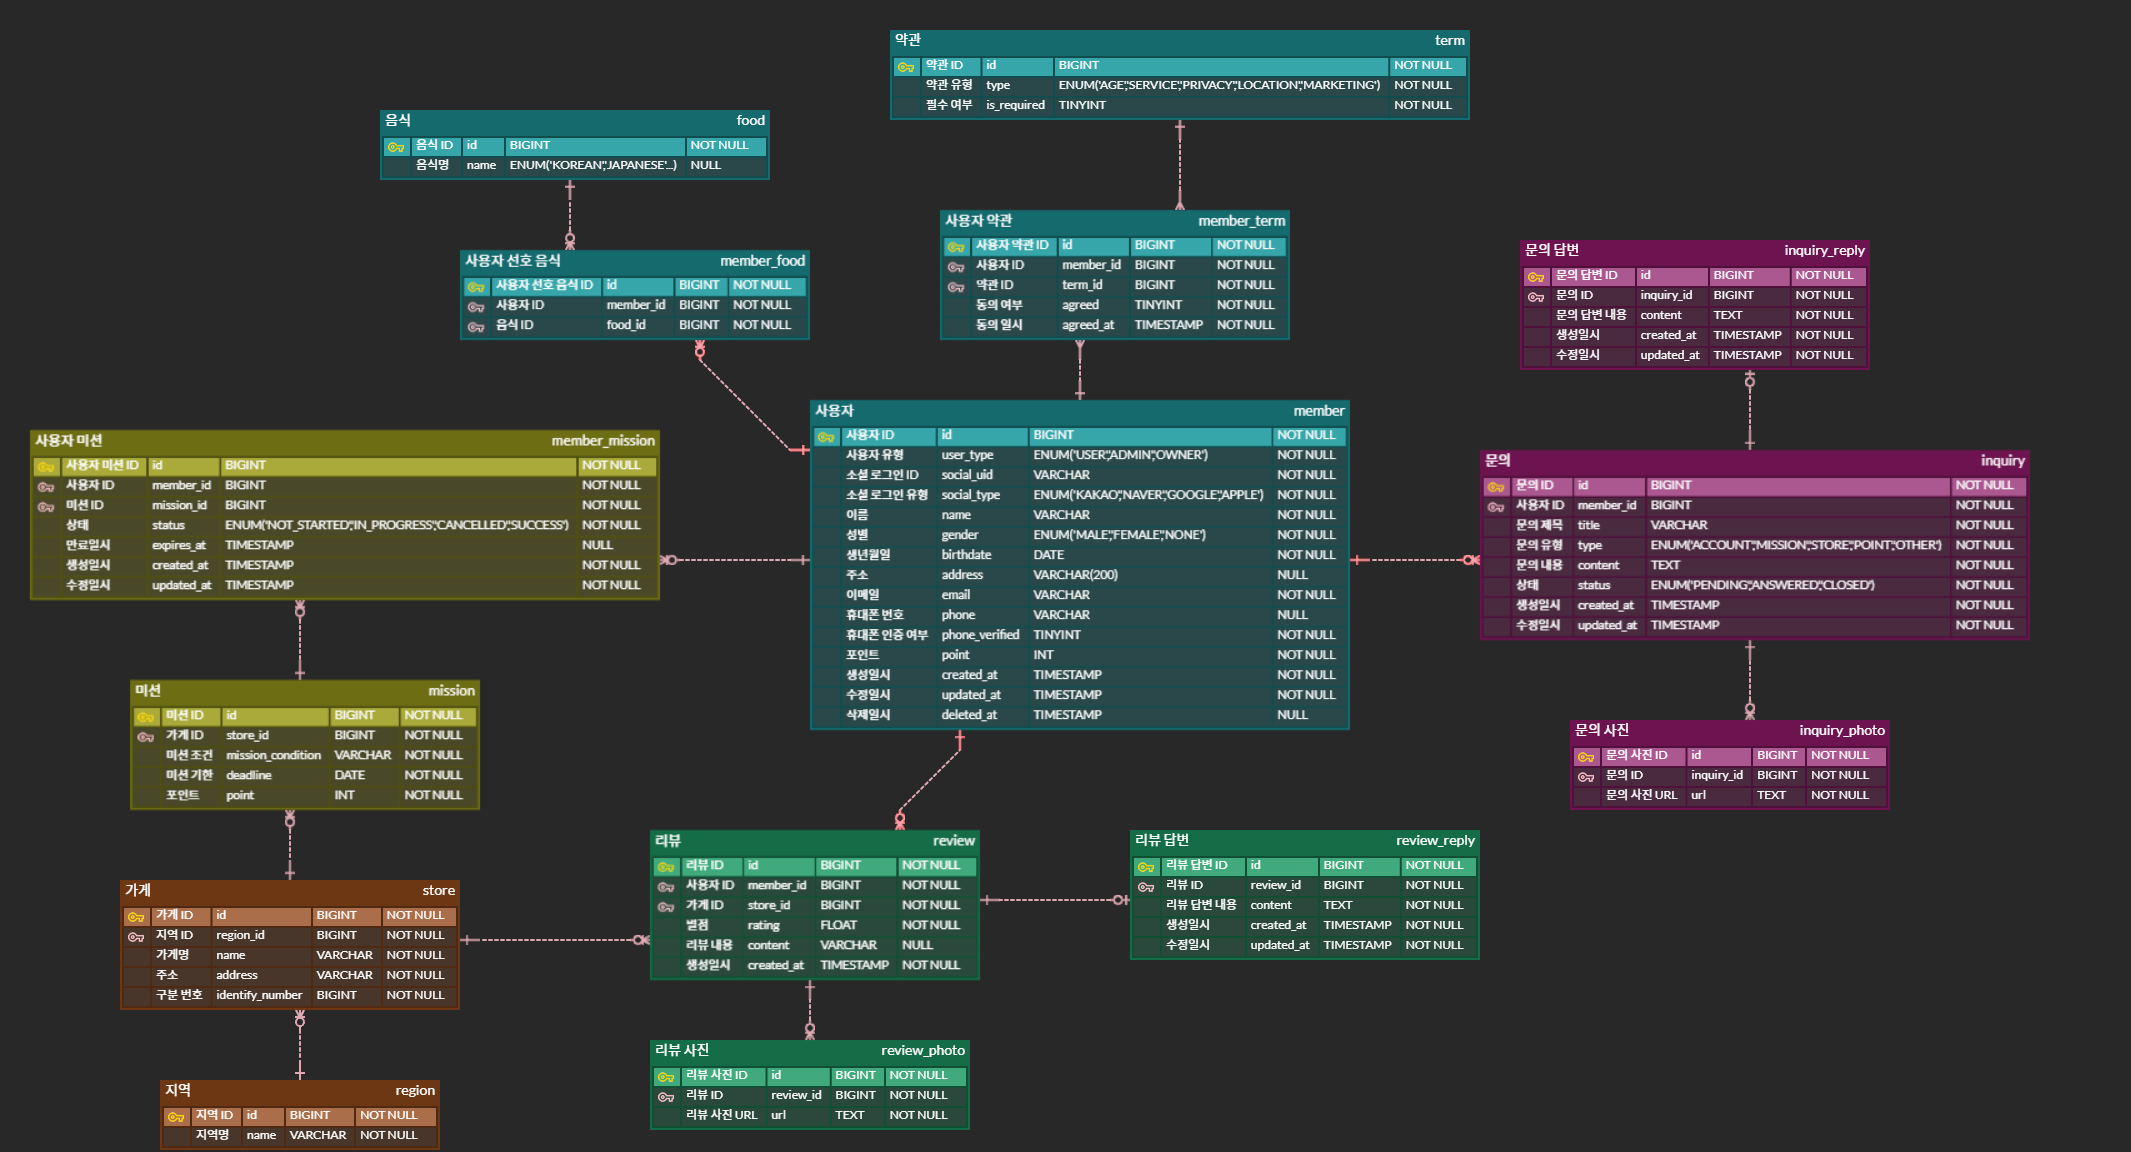 약관 term
약관 ID id BIGINT NOT NULL
약관 유형 type ENUM('AGE','SERVICE','PRIVACY','LOCATION','MARKETING') NOT NULL
필수 여부 is_required TINYINT NOT NULL
음식 food
음식 ID id BIGINT NOT NULL
음식명 name ENUM('KOREAN','JAPANESE'...) NULL
사용자 약관 member_term
사용자 약관 ID id BIGINT NOT NULL
사용자 ID member_id BIGINT NOT NULL
약관 ID term_id BIGINT NOT NULL
동의 여부 agreed TINYINT NOT NULL
동의 일시 agreed_at TIMESTAMP NOT NULL
사용자 선호 음식 member_food
사용자 선호 음식 ID id BIGINT NOT NULL
사용자 ID member_id BIGINT NOT NULL
음식 ID food_id BIGINT NOT NULL
문의 답변 inquiry_reply
문의 답변 ID id BIGINT NOT NULL
문의 ID inquiry_id BIGINT NOT NULL
문의 답변 내용 content TEXT NOT NULL
생성일시 created_at TIMESTAMP NOT NULL
수정일시 updated_at TIMESTAMP NOT NULL
사용자 member
사용자 ID id BIGINT NOT NULL
사용자 유형 user_type ENUM('USER','ADMIN','OWNER') NOT NULL
소셜 로그인 ID social_uid VARCHAR NOT NULL
소셜 로그인 유형 social_type ENUM('KAKAO','NAVER','GOOGLE','APPLE') NOT NULL
이름 name VARCHAR NOT NULL
성별 gender ENUM('MALE','FEMALE','NONE') NOT NULL
생년월일 birthdate DATE NOT NULL
주소 address VARCHAR(200) NULL
이메일 email VARCHAR NOT NULL
휴대폰 번호 phone VARCHAR NULL
휴대폰 인증 여부 phone_verified TINYINT NOT NULL
포인트 point INT NOT NULL
생성일시 created_at TIMESTAMP NOT NULL
수정일시 updated_at TIMESTAMP NOT NULL
삭제일시 deleted_at TIMESTAMP NULL
사용자 미션 member_mission
사용자 미션 ID id BIGINT NOT NULL
사용자 ID member_id BIGINT NOT NULL
미션 ID mission_id BIGINT NOT NULL
상태 status ENUM('NOT_STARTED','IN_PROGRESS','CANCELLED','SUCCESS') NOT NULL
만료일시 expires_at TIMESTAMP NULL
생성일시 created_at TIMESTAMP NOT NULL
수정일시 updated_at TIMESTAMP NOT NULL
문의 inquiry
문의 ID id BIGINT NOT NULL
사용자 ID member_id BIGINT NOT NULL
문의 제목 title VARCHAR NOT NULL
문의 유형 type ENUM('ACCOUNT','MISSION','STORE','POINT','OTHER') NOT NULL
문의 내용 content TEXT NOT NULL
상태 status ENUM('PENDING','ANSWERED','CLOSED') NOT NULL
생성일시 created_at TIMESTAMP NOT NULL
수정일시 updated_at TIMESTAMP NOT NULL
미션 mission
미션 ID id BIGINT NOT NULL
가게 ID store_id BIGINT NOT NULL
미션 조건 mission_condition VARCHAR NOT NULL
미션 기한 deadline DATE NOT NULL
포인트 point INT NOT NULL
문의 사진 inquiry_photo
문의 사진 ID id BIGINT NOT NULL
문의 ID inquiry_id BIGINT NOT NULL
문의 사진 URL url TEXT NOT NULL
리뷰 review
리뷰 ID id BIGINT NOT NULL
사용자 ID member_id BIGINT NOT NULL
가게 ID store_id BIGINT NOT NULL
별점 rating FLOAT NOT NULL
리뷰 내용 content VARCHAR NULL
생성일시 created_at TIMESTAMP NOT NULL
리뷰 답변 review_reply
리뷰 답변 ID id BIGINT NOT NULL
리뷰 ID review_id BIGINT NOT NULL
리뷰 답변 내용 content TEXT NOT NULL
생성일시 created_at TIMESTAMP NOT NULL
수정일시 updated_at TIMESTAMP NOT NULL
가게 store
가게 ID id BIGINT NOT NULL
지역 ID region_id BIGINT NOT NULL
가게명 name VARCHAR NOT NULL
주소 address VARCHAR NOT NULL
구분 번호 identify_number BIGINT NOT NULL
리뷰 사진 review_photo
리뷰 사진 ID id BIGINT NOT NULL
리뷰 ID review_id BIGINT NOT NULL
리뷰 사진 URL url TEXT NOT NULL
지역 region
지역 ID id BIGINT NOT NULL
지역명 name VARCHAR NOT NULL